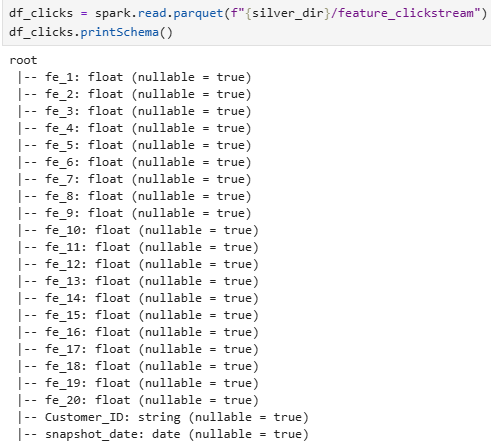 df_clicks = spark.read.parquet(f"{silver_dir}/feature_clickstream")
df_clicks.printSchema()
root
 |-- fe_1: float (nullable = true)
 |-- fe_2: float (nullable = true)
 |-- fe_3: float (nullable = true)
 |-- fe_4: float (nullable = true)
 |-- fe_5: float (nullable = true)
 |-- fe_6: float (nullable = true)
 |-- fe_7: float (nullable = true)
 |-- fe_8: float (nullable = true)
 |-- fe_9: float (nullable = true)
 |-- fe_10: float (nullable = true)
 |-- fe_11: float (nullable = true)
 |-- fe_12: float (nullable = true)
 |-- fe_13: float (nullable = true)
 |-- fe_14: float (nullable = true)
 |-- fe_15: float (nullable = true)
 |-- fe_16: float (nullable = true)
 |-- fe_17: float (nullable = true)
 |-- fe_18: float (nullable = true)
 |-- fe_19: float (nullable = true)
 |-- fe_20: float (nullable = true)
 |-- Customer_ID: string (nullable = true)
 |-- snapshot_date: date (nullable = true)